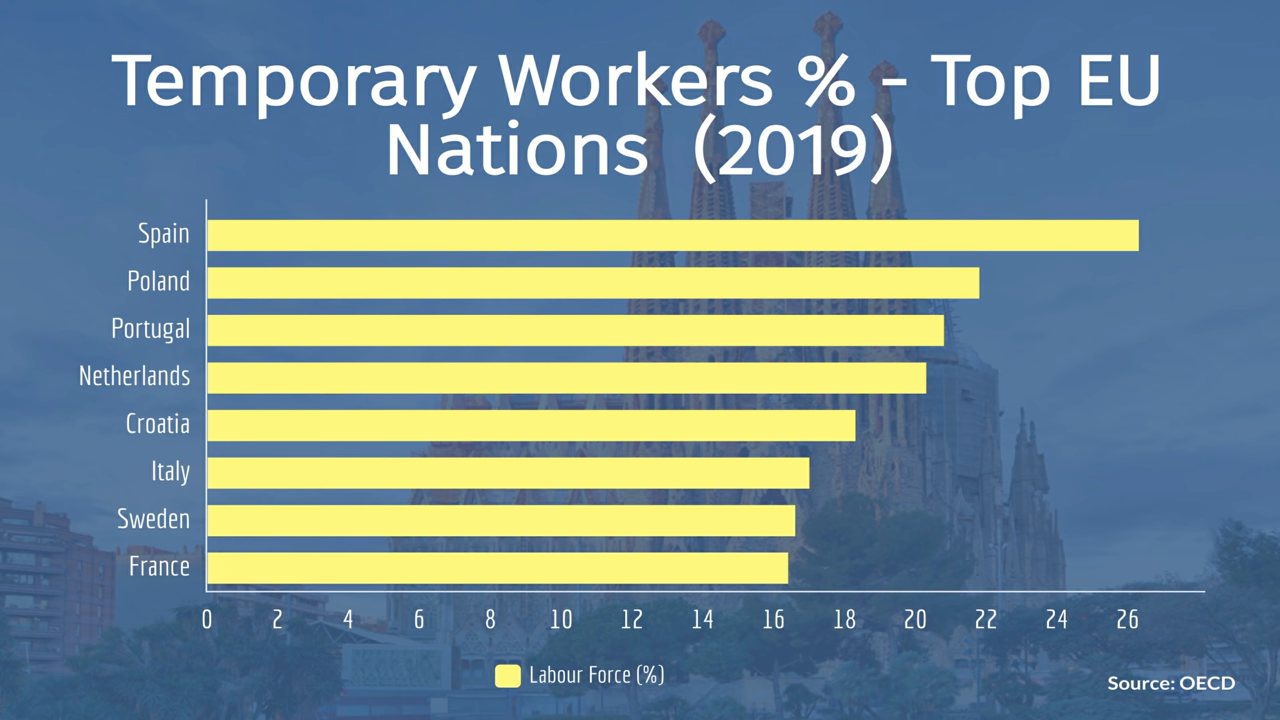 Temporary Workers % - Top EU
Nations (2019)
Spain
Poland
Portugal
Netherlands
Croatia
Italy
Sweden
France
0 2 4 6 8 10 12 14 16 18 20 22 24 26
Labour Force (%)
Source: OECD